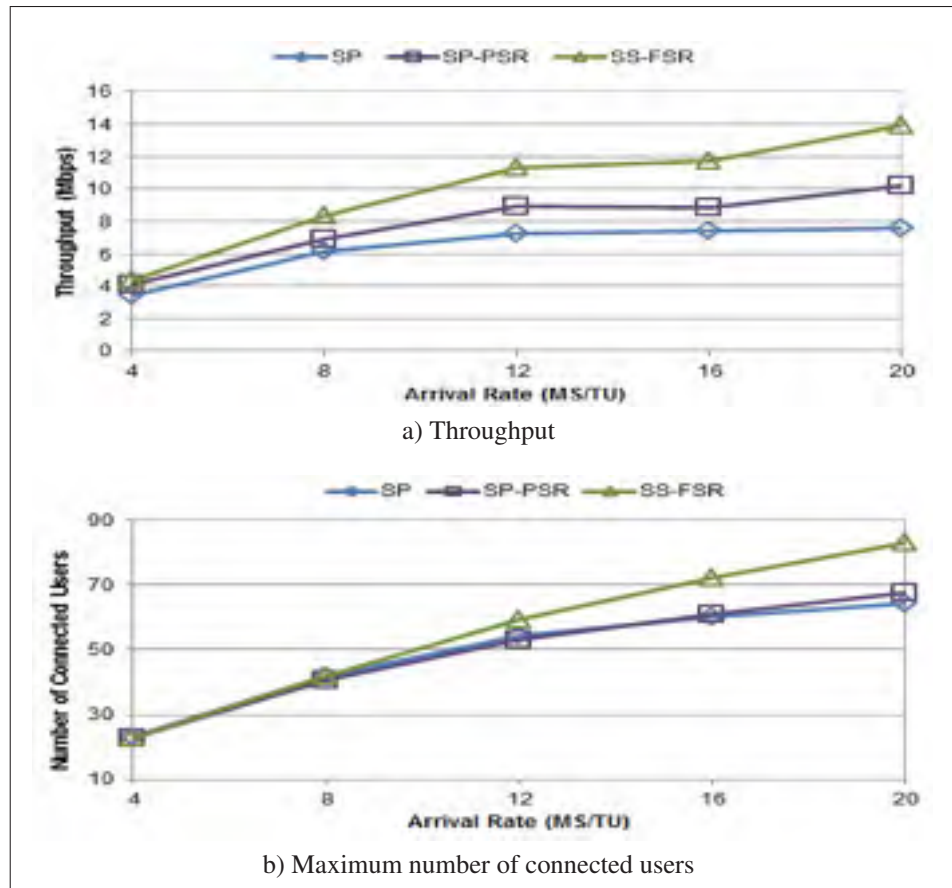 SP SP-PSR SS-FSR
16
14
12
10
8
6
4
2
0
Throughput (Mbps)
4 8 12 16 20
Arrival Rate (MS/TU)
a) Throughput
SP SP-PSR SS-FSR
90
70
50
30
10
Number of Connected Users
4 8 12 16 20
Arrival Rate (MS/TU)
b) Maximum number of connected users